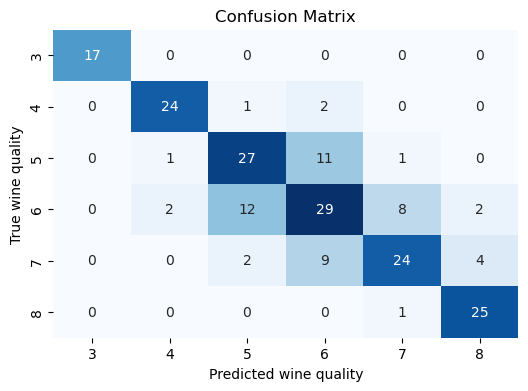 Confusion Matrix
True wine quality
3 17 0 0 0 0 0
4 0 24 1 2 0 0
5 0 1 27 11 1 0
6 0 2 12 29 8 2
7 0 0 2 9 24 4
8 0 0 0 0 1 25
3 4 5 6 7 8
Predicted wine quality